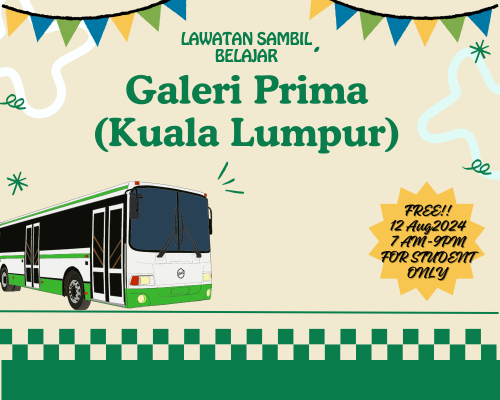 LAWATAN SAMBIL
BELAJAR
Galeri Prima
(Kuala Lumpur)
FREE!!
12 Aug2024
7 AM-9PM
FOR STUDENT
ONLY